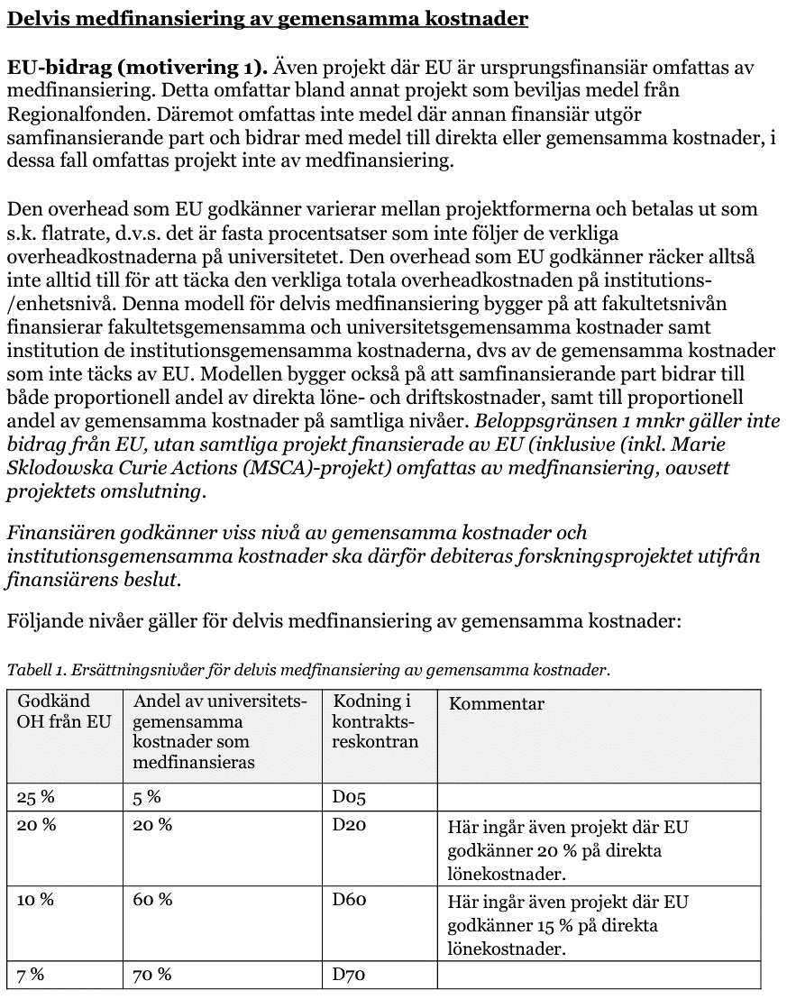 Delvis medfinansiering av gemensamma kostnader
EU-bidrag (motivering 1). Även projekt där EU är ursprungsfinansiär omfattas av
medfinansiering. Detta omfattar bland annat projekt som beviljas medel från
Regionalfonden. Däremot omfattas inte medel där annan finansiär utgör
samfinansierande part och bidrar med medel till direkta eller gemensamma kostnader, i
dessa fall omfattas projekt inte av medfinansiering.
Den overhead som EU godkänner varierar mellan projektformerna och betalas ut som
s.k. flatrate, d.v.s. det är fasta procentsatser som inte följer de verkliga
overheadkostnaderna på universitetet. Den overhead som EU godkänner räcker alltså
inte alltid till för att täcka den verkliga totala overheadkostnaden på institutions-
/enhetsnivå. Denna modell för delvis medfinansiering bygger på att fakultetsnivån
finansierar fakultetsgemensamma och universitetsgemensamma kostnader samt
institution de institutionsgemensamma kostnaderna, dvs av de gemensamma kostnader
som inte täcks av EU. Modellen bygger också på att samfinansierande part bidrar till
både proportionell andel av direkta löne- och driftskostnader, samt till proportionell
andel av gemensamma kostnader på samtliga nivåer. Beloppsgränsen 1 mnkr gäller inte
bidrag från EU, utan samtliga projekt finansierade av EU (inklusive (inkl. Marie
Sklodowska Curie Actions (MSCA)-projekt) omfattas av medfinansiering, oavsett
projektets omslutning.
Finansiären godkänner viss nivå av gemensamma kostnader och
institutionsgemensamma kostnader ska därför debiteras forskningsprojektet utifrån
finansiärens beslut.
Följande nivåer gäller för delvis medfinansiering av gemensamma kostnader:
Tabell 1. Ersättningsnivåer för delvis medfinansiering av gemensamma kostnader.
Godkänd
OH från EU
Andel av universitets-
gemensamma
kostnader som
medfinansieras
Kodning i
kontrakts-
reskontran
Kommentar
25 %
5 %
D05
20 %
20 %
D20
Här ingår även projekt där EU
godkänner 20 % på direkta
lönekostnader.
10 %
60 %
D60
Här ingår även projekt där EU
godkänner 15 % på direkta
lönekostnader.
7 %
70 %
D70